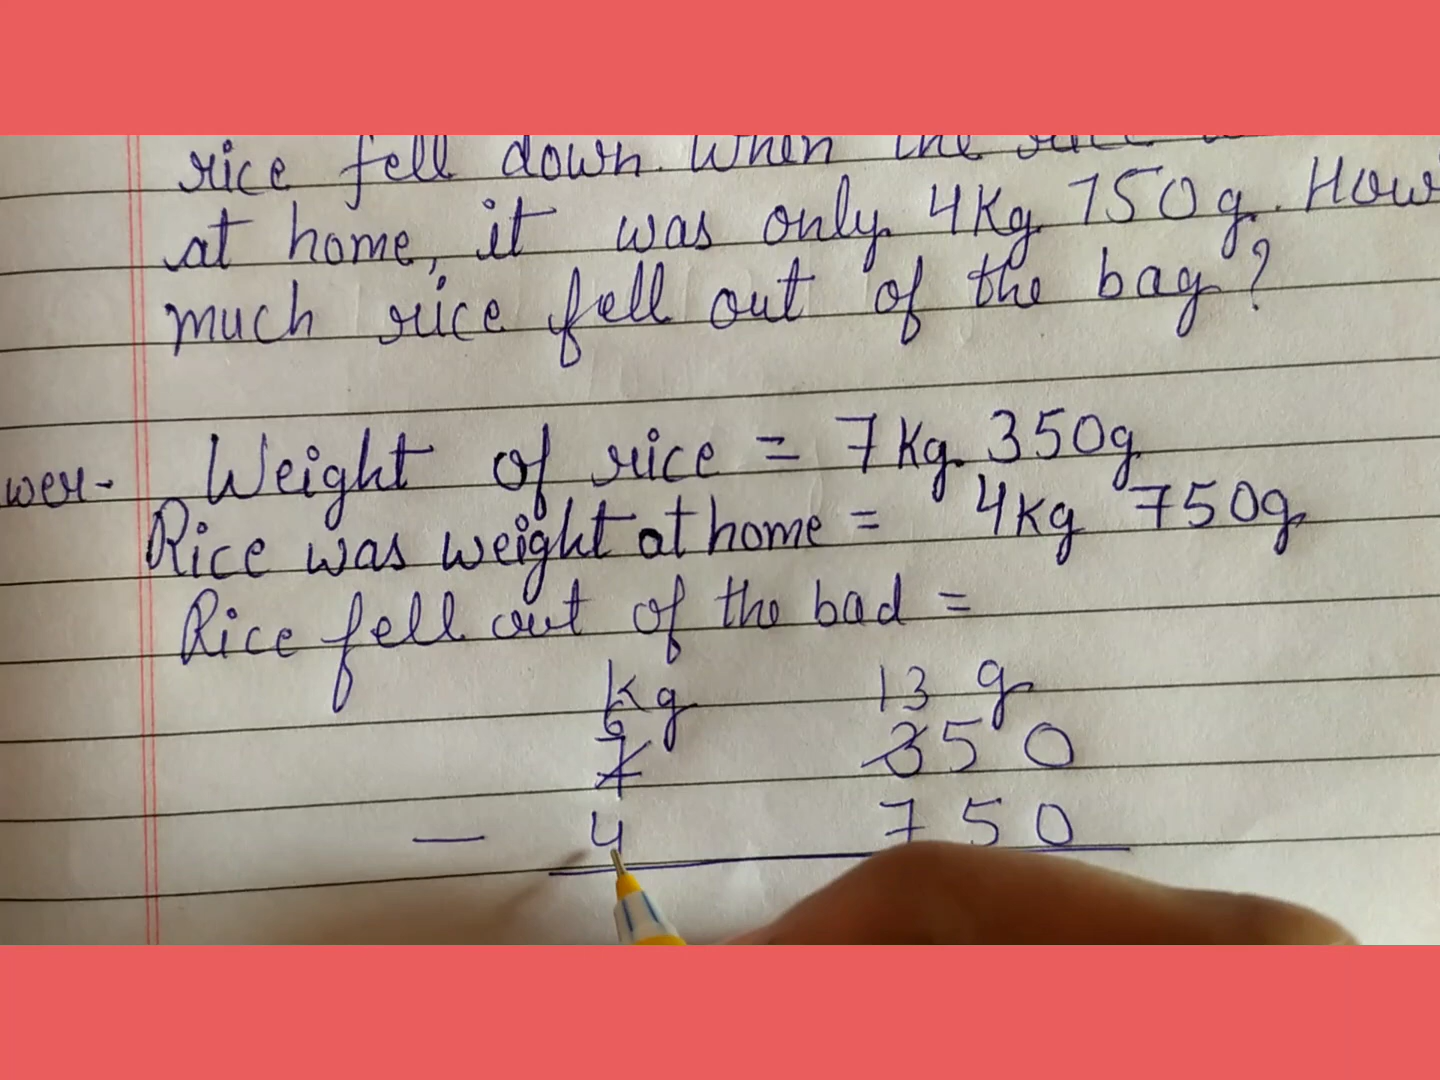 rice fell down. When the
at home, it was only 4Kg 750g. How
much rice fell out of the bag?
wer- Weight of rice = 7Kg. 350g
Rice was weight at home = 4Kg 750g
Rice fell out of the bad =
Kg 13 g
6
7 350
- 4 750